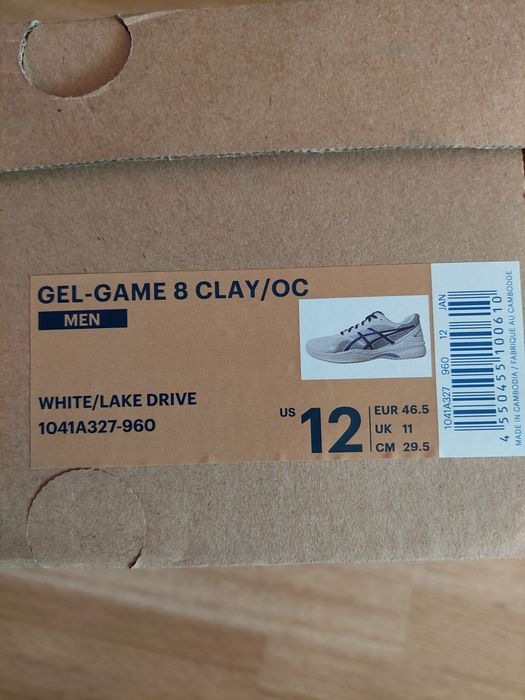 GEL-GAME 8 CLAY/OC
MEN
WHITE/LAKE DRIVE
1041A327-960
US 12
EUR 46.5
UK 11
CM 29.5
1041A327 960 12 JAN
4 550455 100610
MADE IN CAMBODIA / FABRIQUE AU CAMBODGE